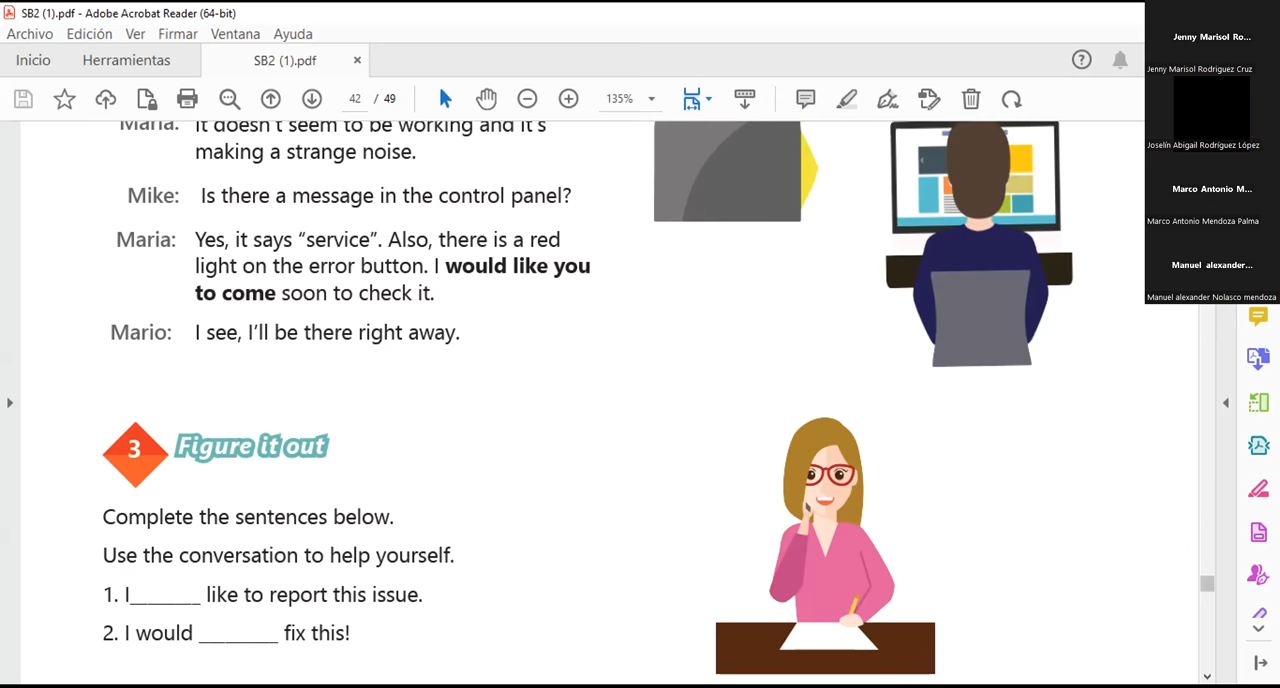 SB2 (1).pdf - Adobe Acrobat Reader (64-bit)
Archivo Edición Ver Firmar Ventana Ayuda
Inicio Herramientas SB2 (1).pdf ×
42 / 49 135%
Maria: It doesn't seem to be working and it's
making a strange noise.
Mike: Is there a message in the control panel?
Maria: Yes, it says “service”. Also, there is a red
light on the error button. I would like you
to come soon to check it.
Mario: I see, I’ll be there right away.
3 Figure it out
Complete the sentences below.
Use the conversation to help yourself.
1. I_______ like to report this issue.
2. I would ________ fix this!
Jenny Marisol Ro...
Jenny Marisol Rodriguez Cruz
Joselín Abigail Rodríguez López
Marco Antonio M...
Marco Antonio Mendoza Palma
Manuel alexander...
Manuel alexander Nolasco mendoza